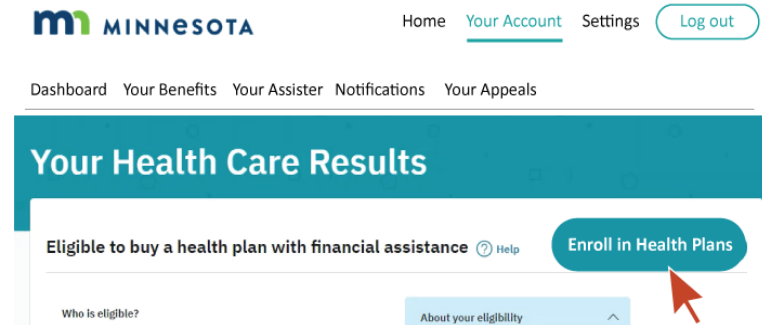 mn MINNESOTA
Home Your Account Settings Log out
Dashboard Your Benefits Your Assister Notifications Your Appeals
Your Health Care Results
Eligible to buy a health plan with financial assistance ? Help Enroll in Health Plans
Who is eligible? About your eligibility